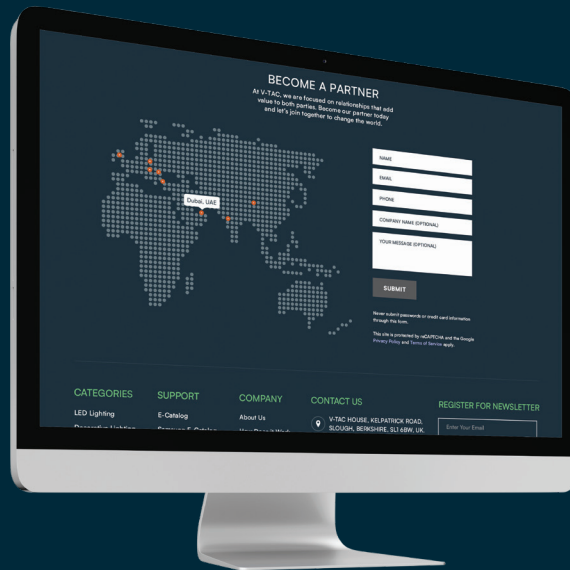 BECOME A PARTNER
At V-TAC, we are focused on relationships that add
value to both parties. Become our partner today
and let's join together to change the world.
Dubai, UAE
NAME
EMAIL
PHONE
COMPANY NAME (OPTIONAL)
YOUR MESSAGE (OPTIONAL)
SUBMIT
Never submit passwords or credit card information
through this form.
This site is protected by reCAPTCHA and the Google
Privacy Policy and Terms of Service apply.
CATEGORIES
LED Lighting
Decorative Lighting
SUPPORT
E-Catalog
Samsung E-Catalog
COMPANY
About Us
CONTACT US
V-TAC HOUSE, KELPATRICK ROAD,
SLOUGH, BERKSHIRE, SL1 6BW, UK.
REGISTER FOR NEWSLETTER
Enter Your Email